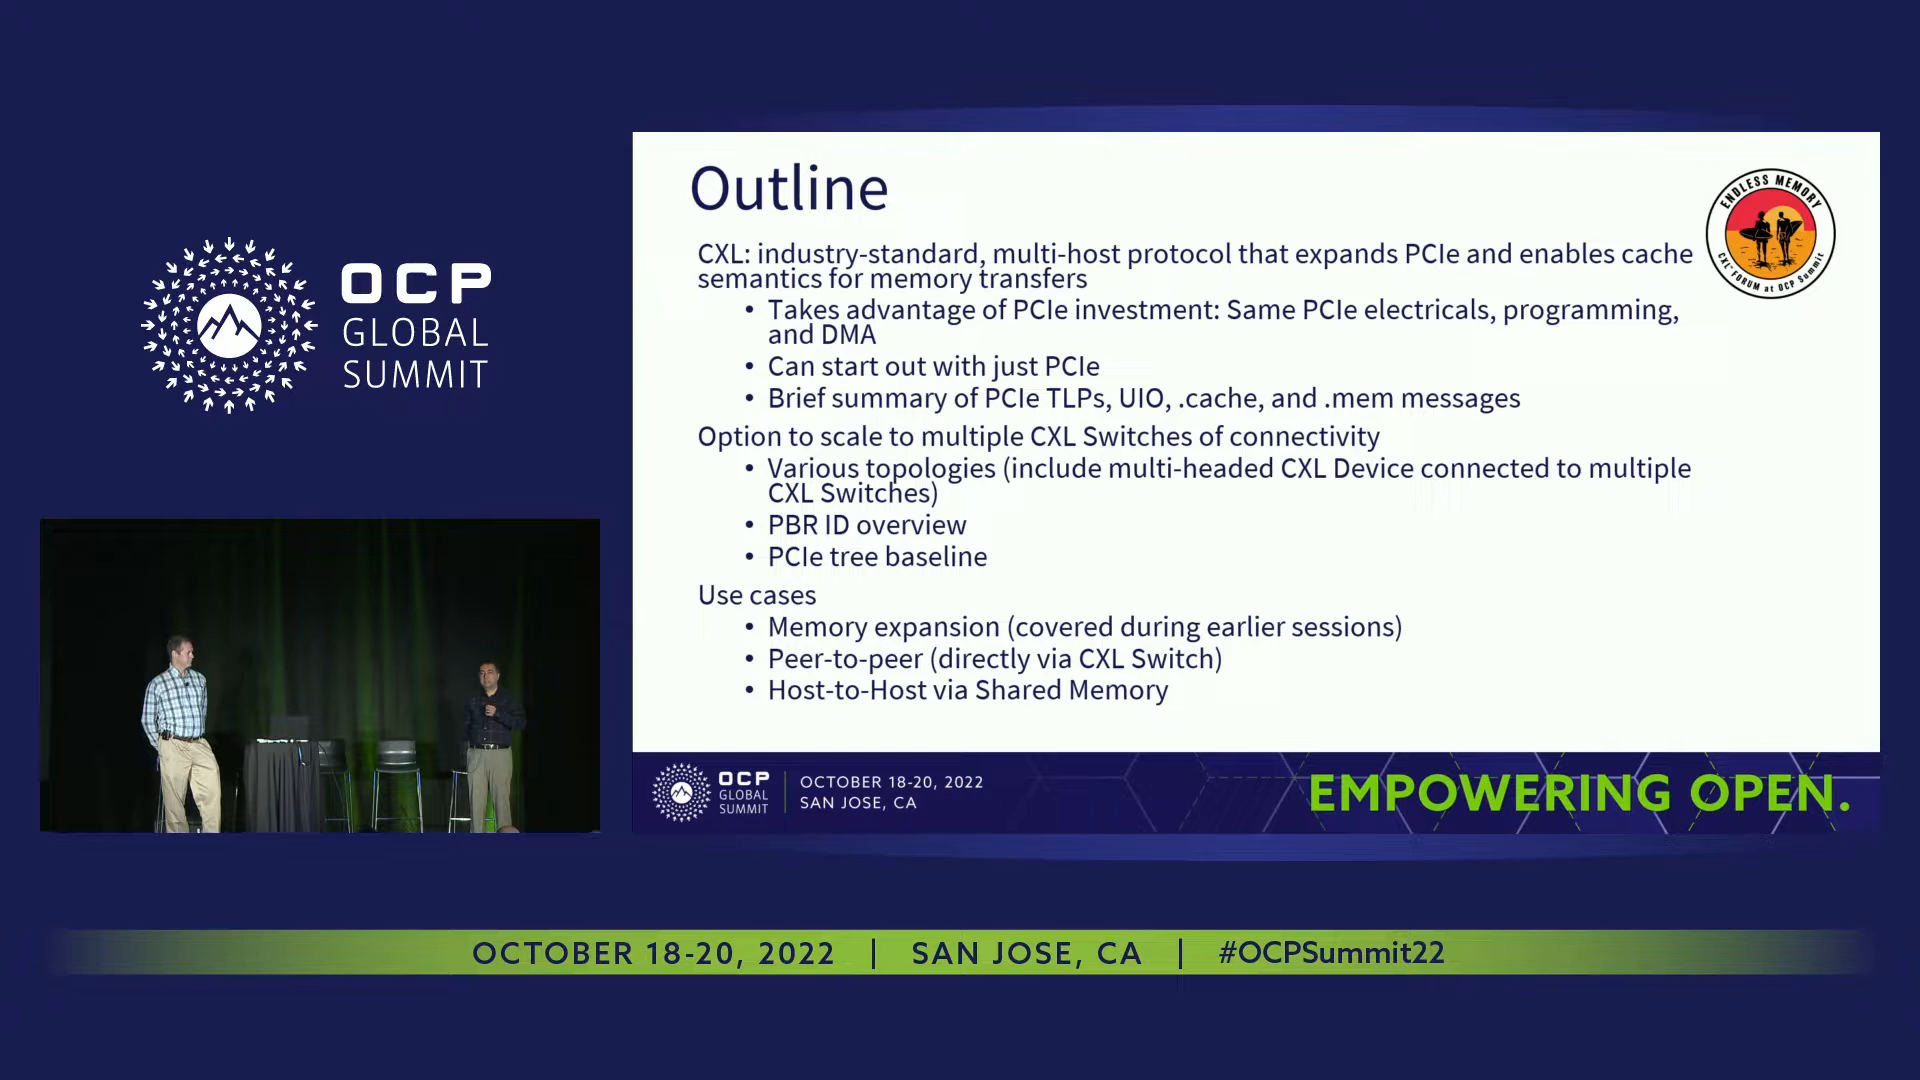 OCP
GLOBAL
SUMMIT
Outline
CXL: industry-standard, multi-host protocol that expands PCIe and enables cache
semantics for memory transfers
• Takes advantage of PCIe investment: Same PCIe electricals, programming,
and DMA
• Can start out with just PCIe
• Brief summary of PCIe TLPs, UIO, .cache, and .mem messages
Option to scale to multiple CXL Switches of connectivity
• Various topologies (include multi-headed CXL Device connected to multiple
CXL Switches)
• PBR ID overview
• PCIe tree baseline
Use cases
• Memory expansion (covered during earlier sessions)
• Peer-to-peer (directly via CXL Switch)
• Host-to-Host via Shared Memory
ENDLESS MEMORY
CXL™ FORUM at OCP Summit
OCP
GLOBAL
SUMMIT
OCTOBER 18-20, 2022
SAN JOSE, CA
EMPOWERING OPEN.
OCTOBER 18-20, 2022 | SAN JOSE, CA | #OCPSummit22